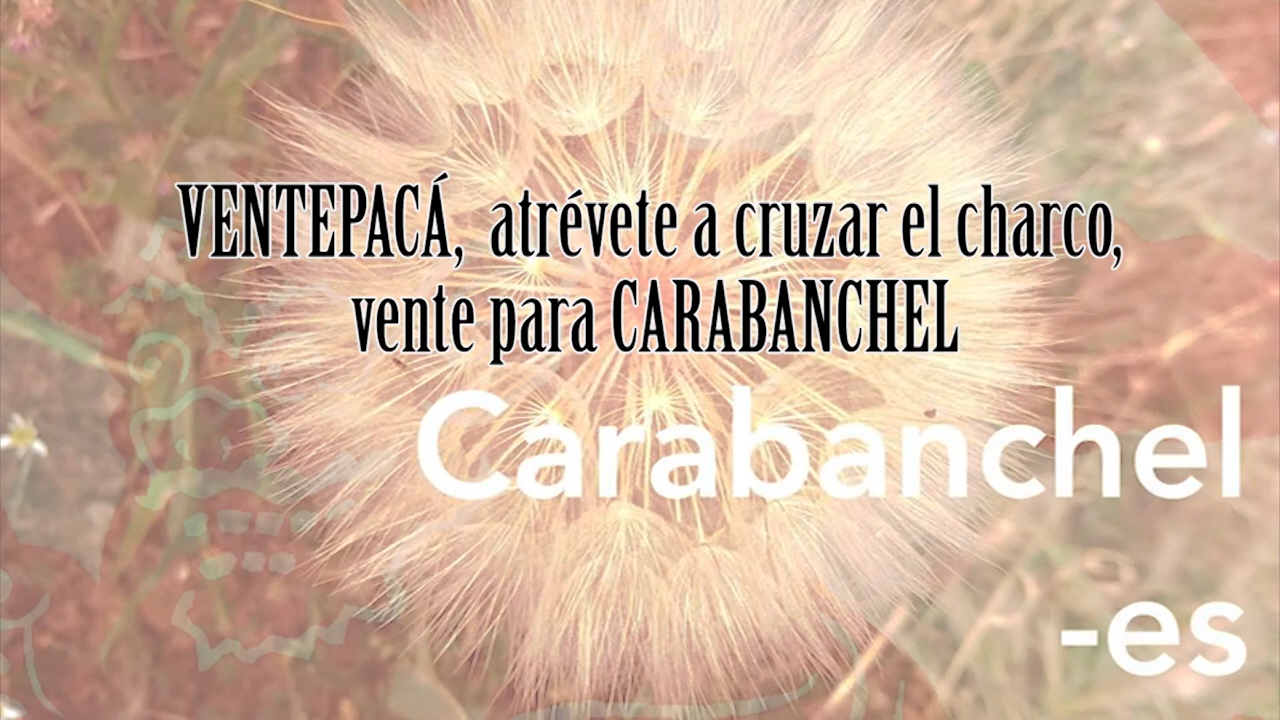 VENTEPACÁ, atrévete a cruzar el charco,
vente para CARABANCHEL
Carabanchel
-es